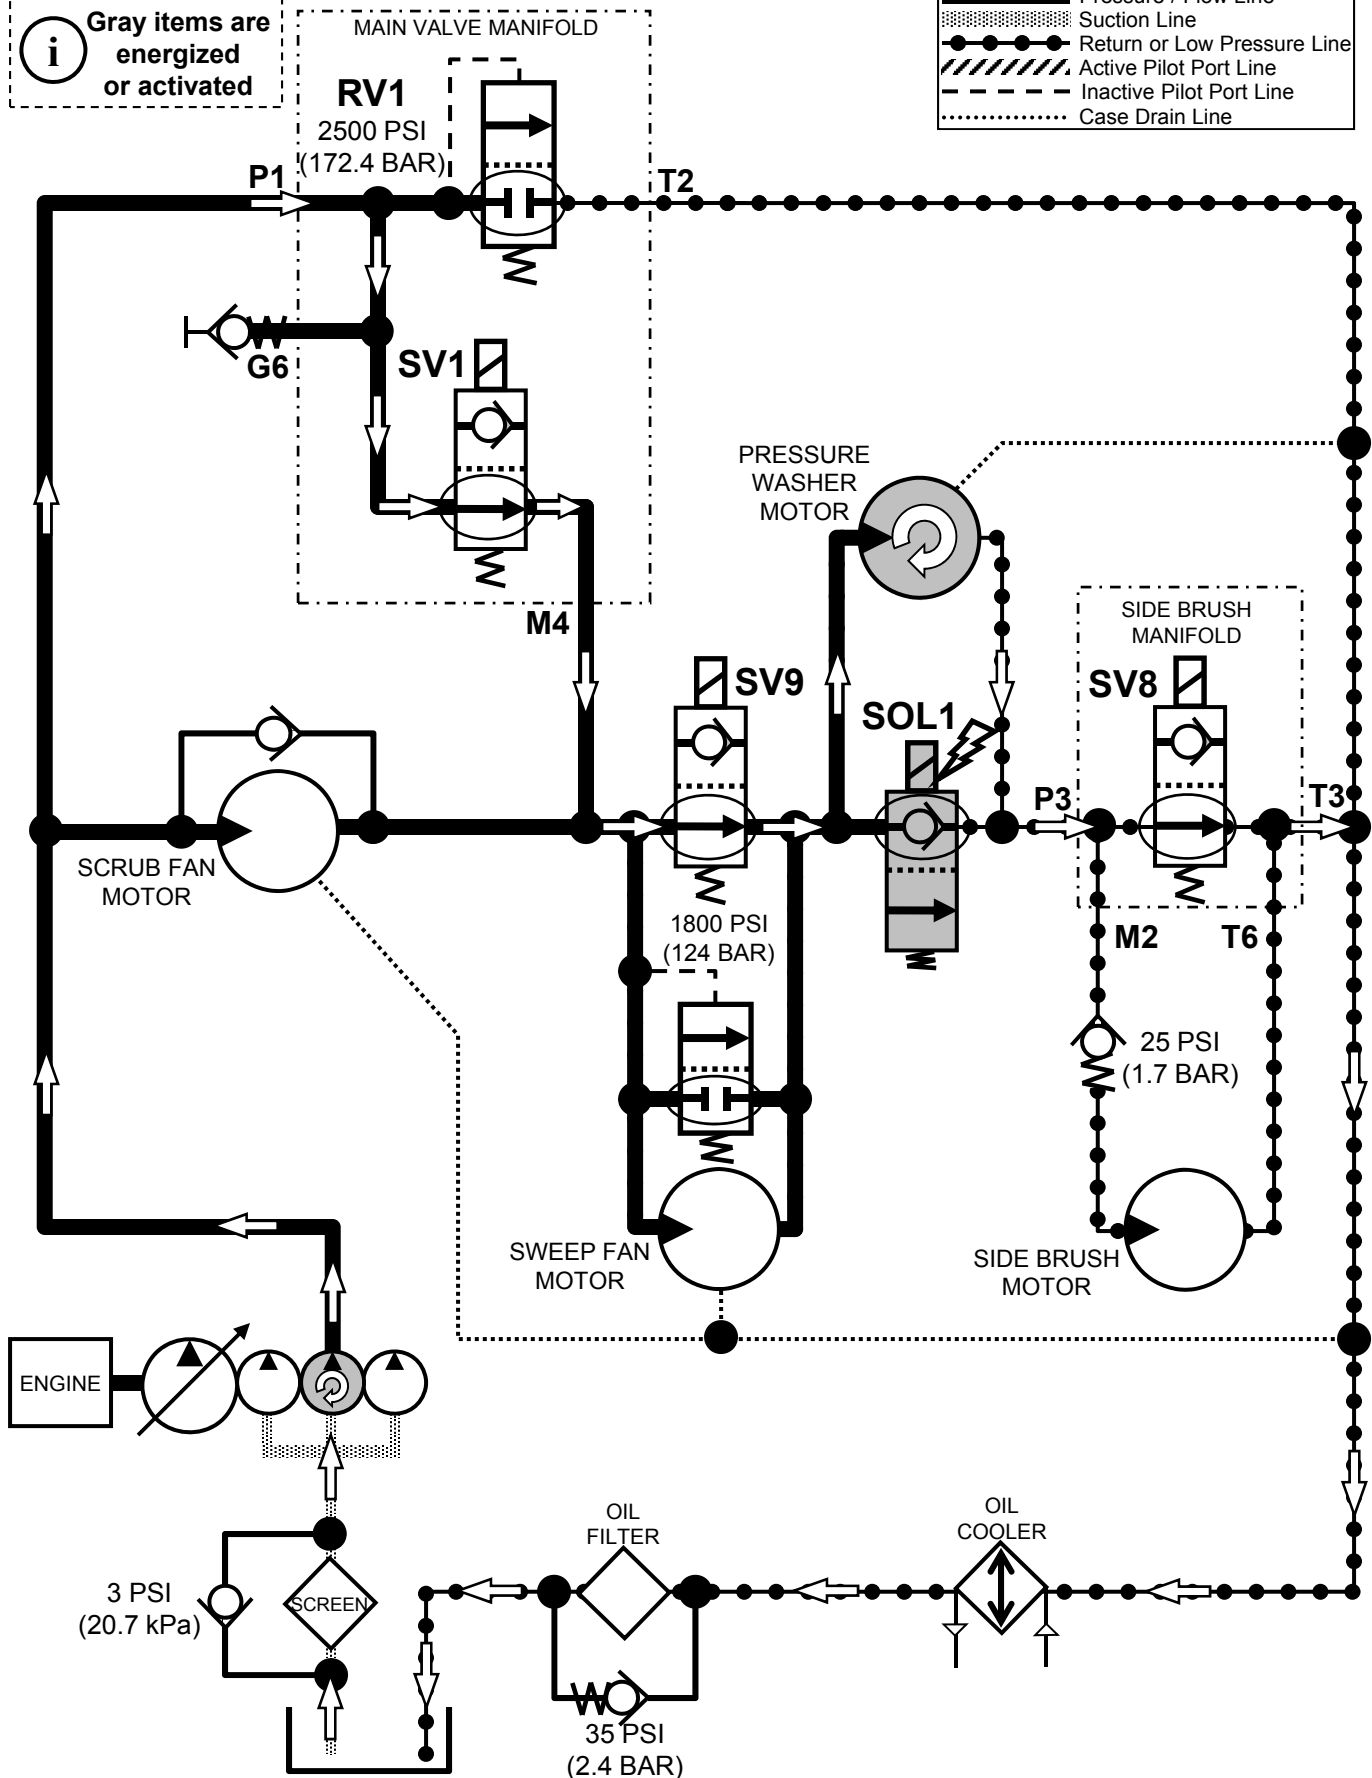 i
Gray items are
energized
or activated
Pressure / Flow Line
Suction Line
Return or Low Pressure Line
Active Pilot Port Line
Inactive Pilot Port Line
Case Drain Line
MAIN VALVE MANIFOLD
RV1
2500 PSI
(172.4 BAR)
P1
T2
G6
SV1
M4
PRESSURE
WASHER
MOTOR
SIDE BRUSH
MANIFOLD
SV9
SOL1
SV8
P3
T3
SCRUB FAN
MOTOR
1800 PSI
(124 BAR)
M2
T6
25 PSI
(1.7 BAR)
SWEEP FAN
MOTOR
SIDE BRUSH
MOTOR
ENGINE
OIL
FILTER
OIL
COOLER
3 PSI
(20.7 kPa)
SCREEN
35 PSI
(2.4 BAR)